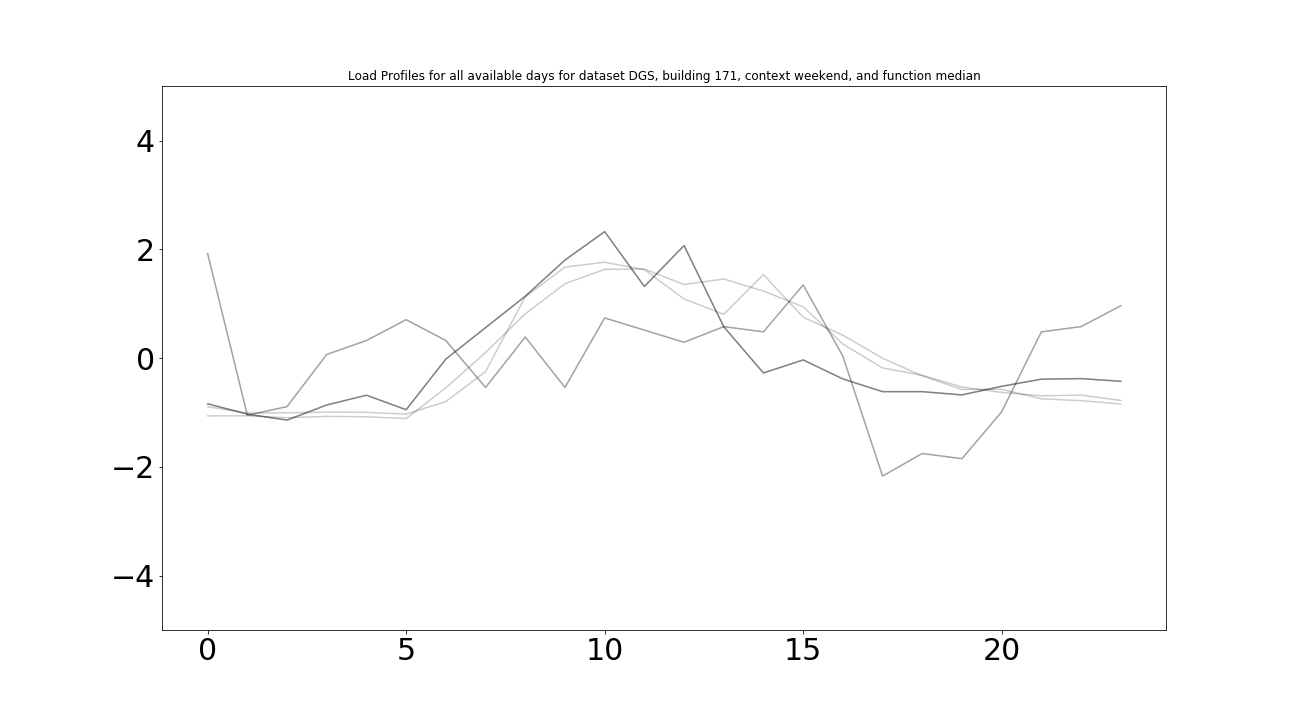 Load Profiles for all available days for dataset DGS, building 171, context weekend, and function median
4
2
0
−2
−4
0 5 10 15 20